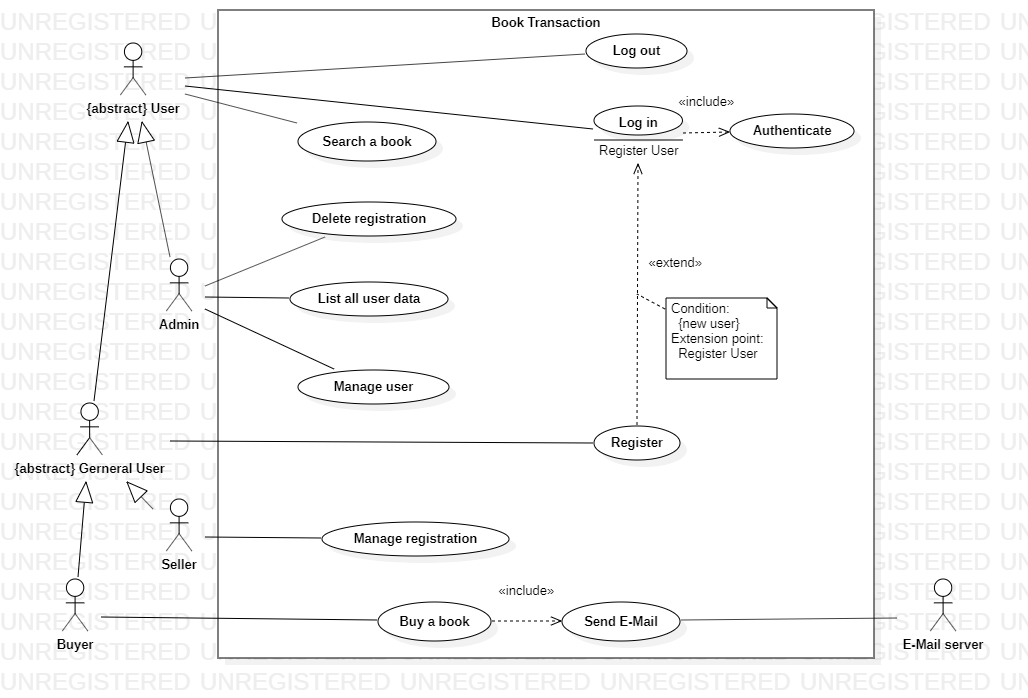 Book Transaction
Log out
{abstract} User
«include»
Log in
Authenticate
Search a book
Register User
Delete registration
«extend»
List all user data
Condition:
{new user}
Extension point:
Register User
Admin
Manage user
Register
{abstract} Gerneral User
Manage registration
Seller
«include»
Buy a book
Send E-Mail
Buyer
E-Mail server
UNREGISTERED UNREGISTERED UNREGISTERED UNREGISTERED UNREGISTERED UN